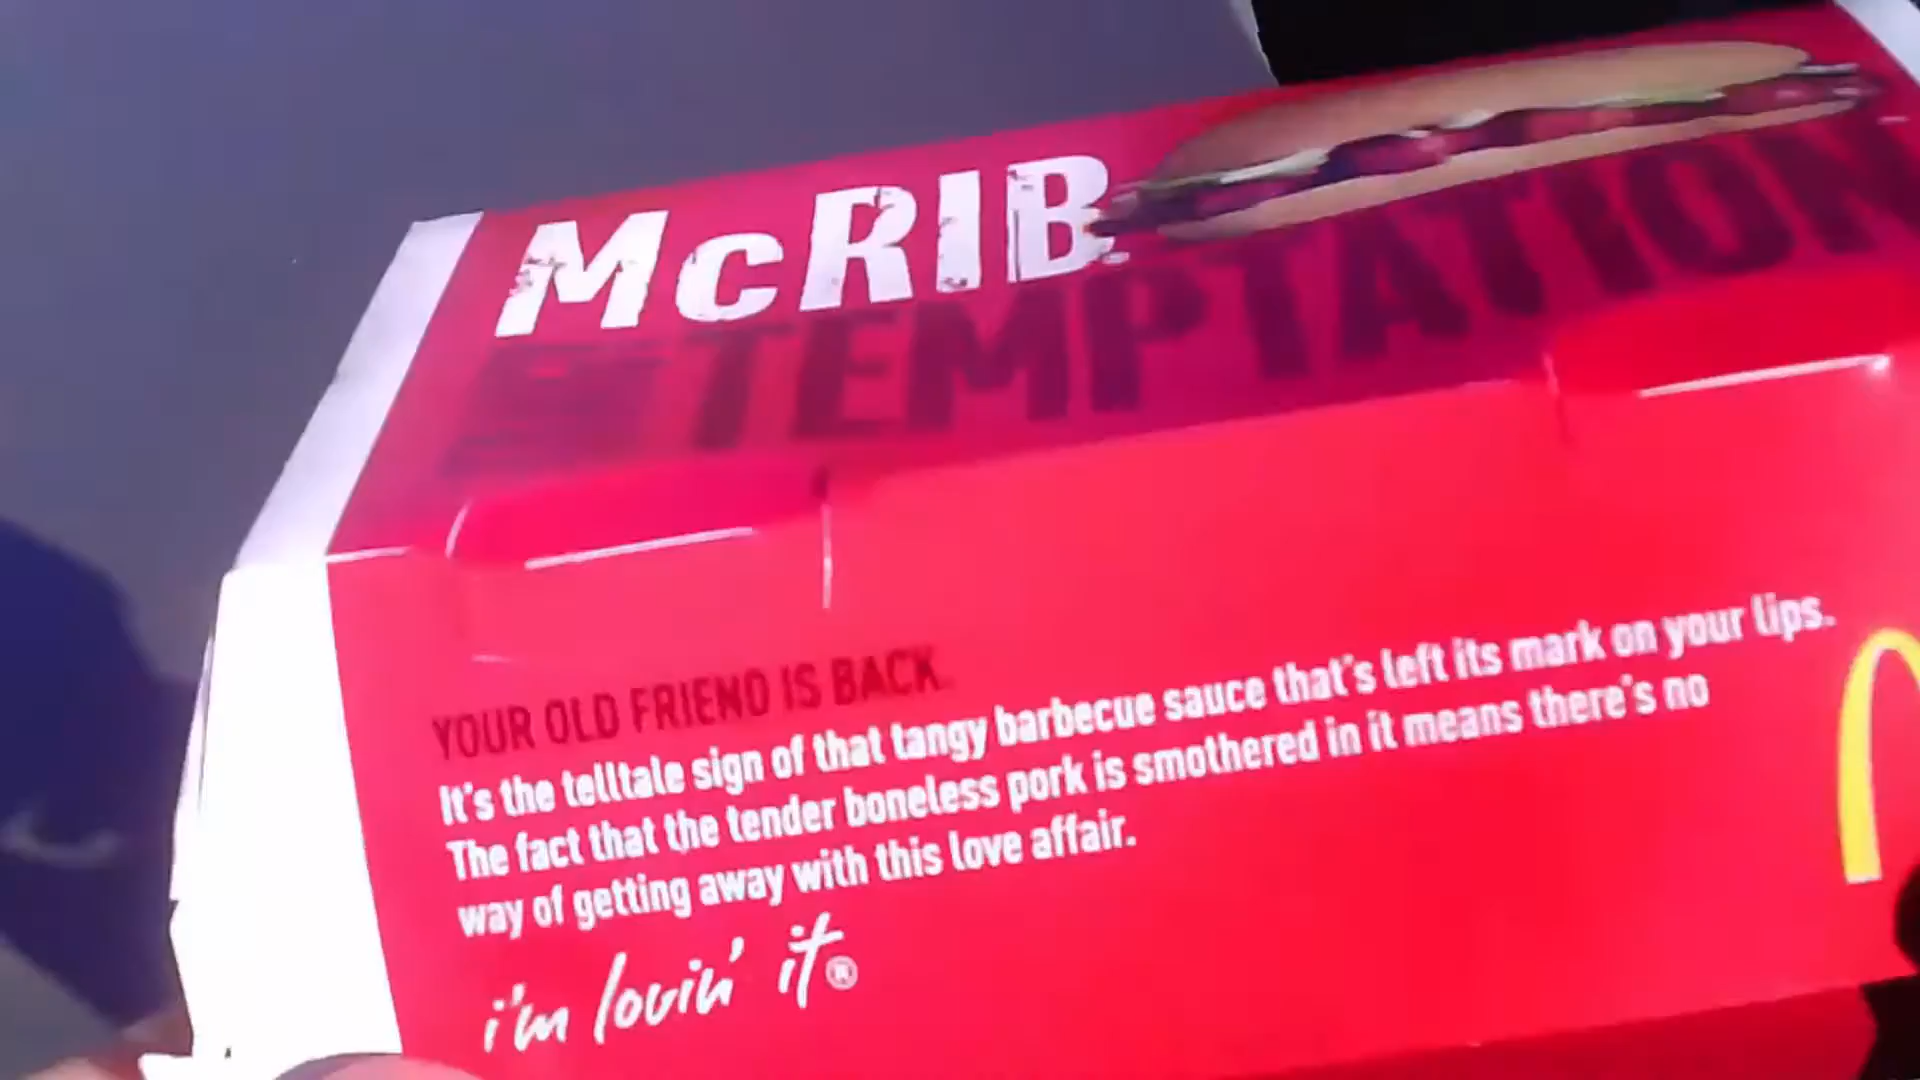 McRIB
TEMPTATION
YOUR OLD FRIEND IS BACK.
It's the telltale sign of that tangy barbecue sauce that's left its mark on your lips.
The fact that the tender boneless pork is smothered in it means there's no
way of getting away with this love affair.
i'm lovin' it®